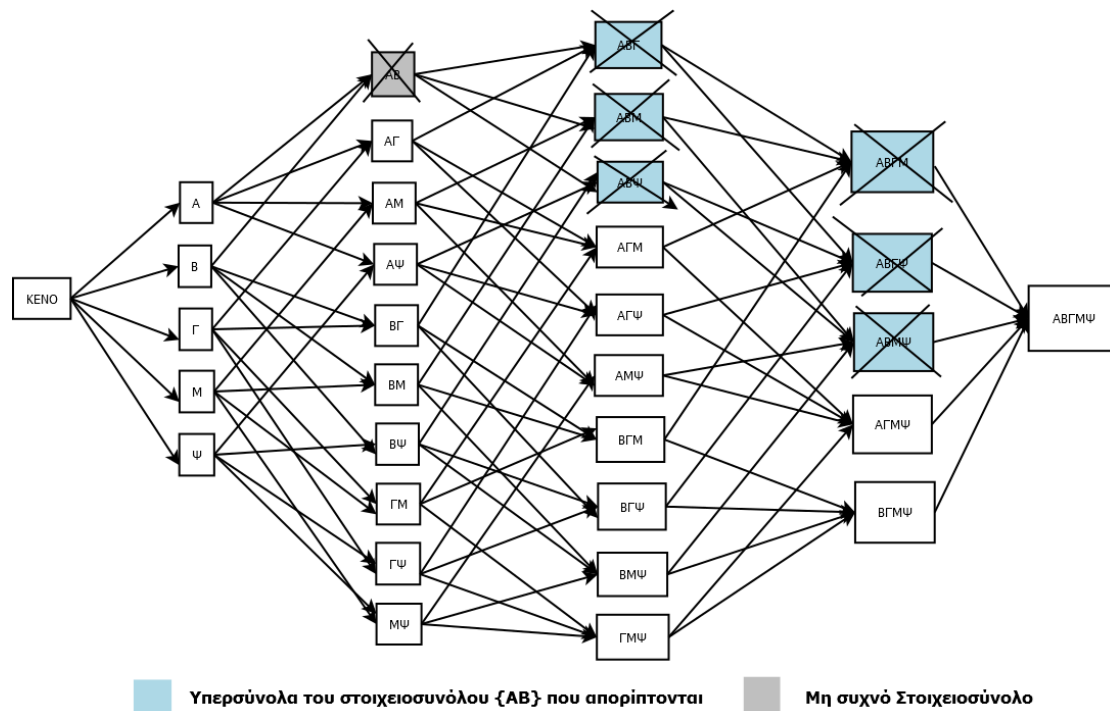 ΚΕΝΟ
Α
Β
Γ
Μ
Ψ
ΑΒ
ΑΓ
ΑΜ
ΑΨ
ΒΓ
ΒΜ
ΒΨ
ΓΜ
ΓΨ
ΜΨ
ΑΒΓ
ΑΒΜ
ΑΒΨ
ΑΓΜ
ΑΓΨ
ΑΜΨ
ΒΓΜ
ΒΓΨ
ΒΜΨ
ΓΜΨ
ΑΒΓΜ
ΑΒΓΨ
ΑΒΜΨ
ΑΓΜΨ
ΒΓΜΨ
ΑΒΓΜΨ
Υπερσύνολα του στοιχειοσυνόλου {ΑΒ} που απορίπτονται
Μη συχνό Στοιχειοσύνολο